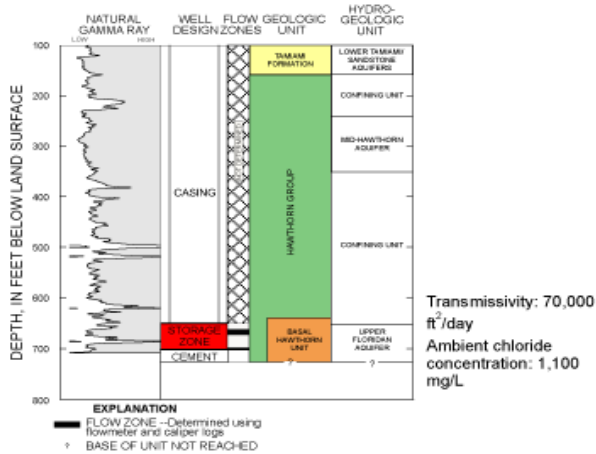 NATURAL
GAMMA RAY
LOW HIGH
WELL
DESIGN
FLOW
ZONES
GEOLOGIC
UNIT
HYDRO-
GEOLOGIC
UNIT
DEPTH, IN FEET BELOW LAND SURFACE
100
200
300
400
500
600
700
800
CASING
STORAGE
ZONE
CEMENT
TAMIAMI
FORMATION
HAWTHORN GROUP
BASAL
HAWTHORN
UNIT
?
LOWER TAMIAMI/
SANDSTONE
AQUIFERS
CONFINING UNIT
MID-HAWTHORN
AQUIFER
CONFINING UNIT
UPPER
FLORIDAN
AQUIFER
?
Transmissivity: 70,000
ft²/day
Ambient chloride
concentration: 1,100
mg/L
EXPLANATION
FLOW ZONE --Determined using
flowmeter and caliper logs
? BASE OF UNIT NOT REACHED